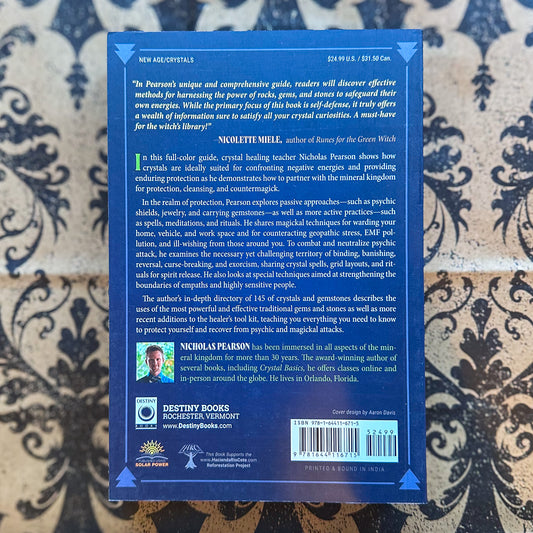 NEW AGE/CRYSTALS
$24.99 U.S. / $31.50 Can.
"In Pearson's unique and comprehensive guide, readers will discover effective
methods for harnessing the power of rocks, gems, and stones to safeguard their
own energies. While the primary focus of this book is self-defense, it truly offers
a wealth of information sure to satisfy all your crystal curiosities. A must-have
for the witch's library!"
—NICOLETTE MIELE, author of Runes for the Green Witch
In this full-color guide, crystal healing teacher Nicholas Pearson shows how
crystals are ideally suited for confronting negative energies and providing
enduring protection as he demonstrates how to partner with the mineral kingdom
for protection, cleansing, and countermagick.
In the realm of protection, Pearson explores passive approaches—such as psychic
shields, jewelry, and carrying gemstones—as well as more active practices—such
as spells, meditations, and rituals. He shares magickal techniques for warding your
home, vehicle, and work space and for counteracting geopathic stress, EMF pol-
lution, and ill-wishing from those around you. To combat and neutralize psychic
attack, he examines the necessary yet challenging territory of binding, banishing,
reversal, curse-breaking, and exorcism, sharing crystal spells, grid layouts, and rit-
uals for spirit release. He also looks at special techniques aimed at strengthening the
boundaries of empaths and highly sensitive people.
The author's in-depth directory of 145 of crystals and gemstones describes the
uses of the most powerful and effective traditional gems and stones as well as more
recent additions to the healer's tool kit, teaching you everything you need to know
to protect yourself and recover from psychic and magickal attacks.
NICHOLAS PEARSON has been immersed in all aspects of the min-
eral kingdom for more than 30 years. The award-winning author of
several books, including Crystal Basics, he offers classes online and
in-person around the globe. He lives in Orlando, Florida.
DESTINY
BOOKS
DESTINY BOOKS
ROCHESTER, VERMONT
www.DestinyBooks.com
Cover design by Aaron Davis
ISBN 978-1-64411-671-5
52499
9 781644 116715
SOLAR POWER
This Book Supports the
www.HaciendaRioCote.com
Reforestation Project
PRINTED & BOUND IN INDIA